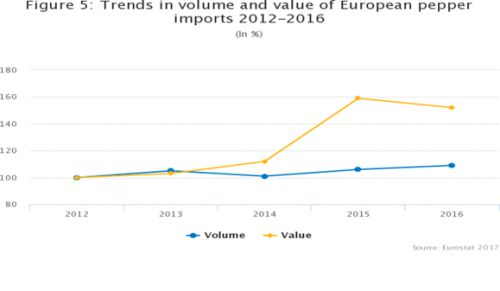 Figure 5: Trends in volume and value of European pepper
imports 2012–2016
(In %)
180
160
140
120
100
80
2012 2013 2014 2015 2016
Volume Value
Source: Eurostat 2017